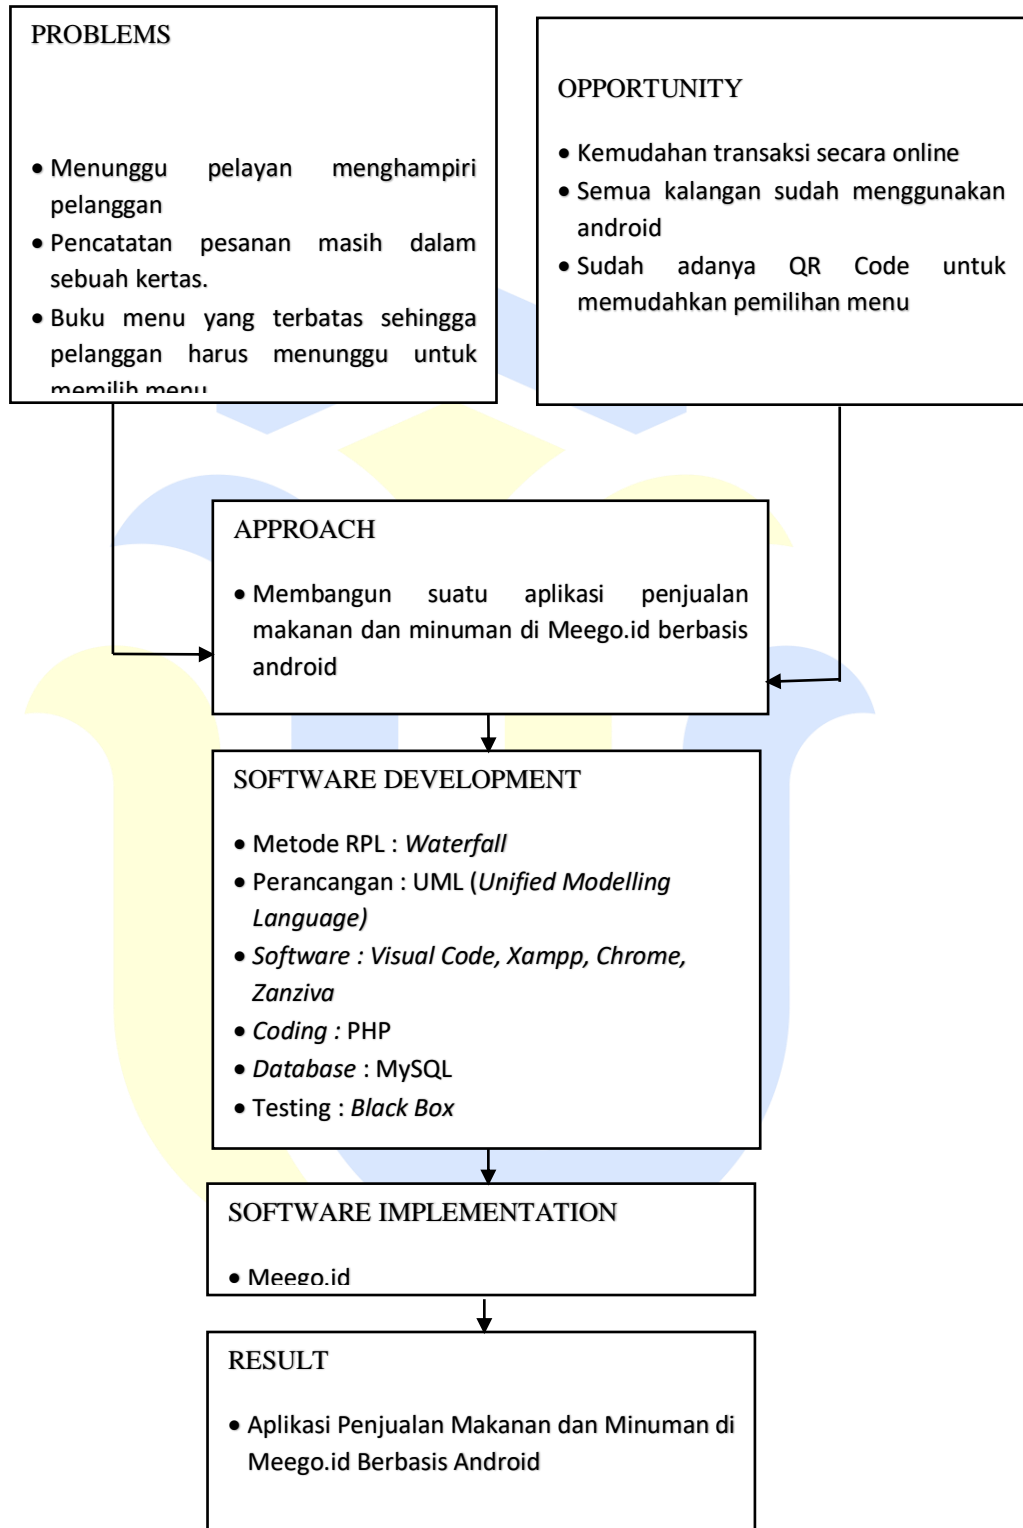 PROBLEMS
• Menunggu pelayan menghampiri
pelanggan
• Pencatatan pesanan masih dalam
sebuah kertas.
• Buku menu yang terbatas sehingga
pelanggan harus menunggu untuk
memilih menu
OPPORTUNITY
• Kemudahan transaksi secara online
• Semua kalangan sudah menggunakan
android
• Sudah adanya QR Code untuk
memudahkan pemilihan menu
APPROACH
• Membangun suatu aplikasi penjualan
makanan dan minuman di Meego.id berbasis
android
SOFTWARE DEVELOPMENT
• Metode RPL : Waterfall
• Perancangan : UML (Unified Modelling
Language)
• Software : Visual Code, Xampp, Chrome,
Zanziva
• Coding : PHP
• Database : MySQL
• Testing : Black Box
SOFTWARE IMPLEMENTATION
• Meego.id
RESULT
• Aplikasi Penjualan Makanan dan Minuman di
Meego.id Berbasis Android